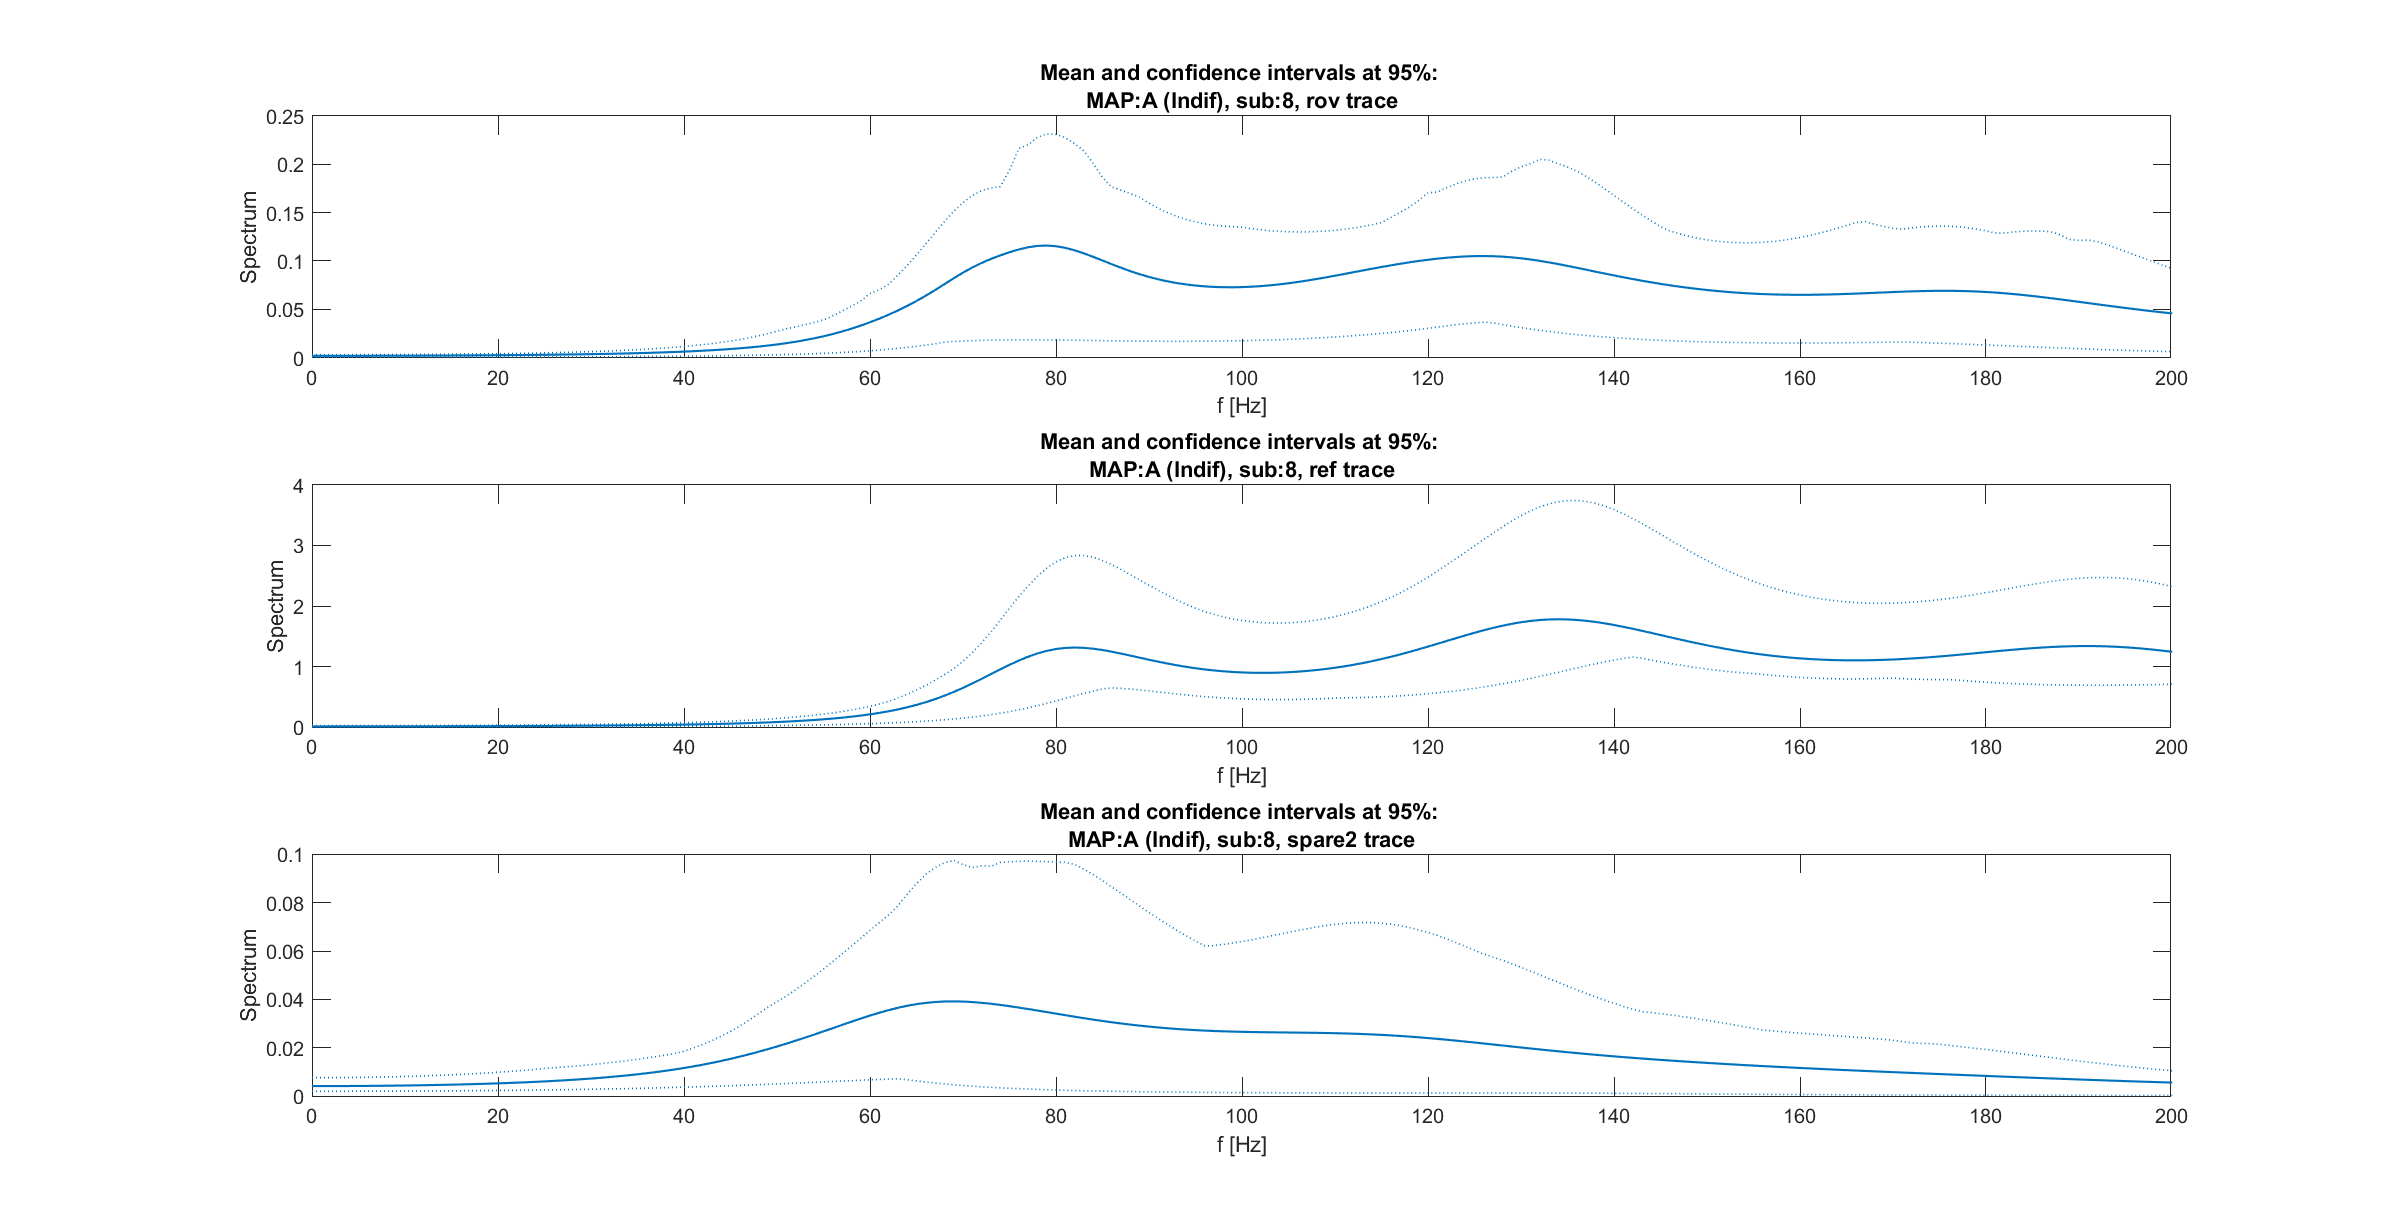 Mean and confidence intervals at 95%:
MAP:A (Indif), sub:8, rov trace
0.25
0.2
0.15
0.1
0.05
0
Spectrum
0 20 40 60 80 100 120 140 160 180 200
f [Hz]
Mean and confidence intervals at 95%:
MAP:A (Indif), sub:8, ref trace
4
3
2
1
0
Spectrum
0 20 40 60 80 100 120 140 160 180 200
f [Hz]
Mean and confidence intervals at 95%:
MAP:A (Indif), sub:8, spare2 trace
0.1
0.08
0.06
0.04
0.02
0
Spectrum
0 20 40 60 80 100 120 140 160 180 200
f [Hz]